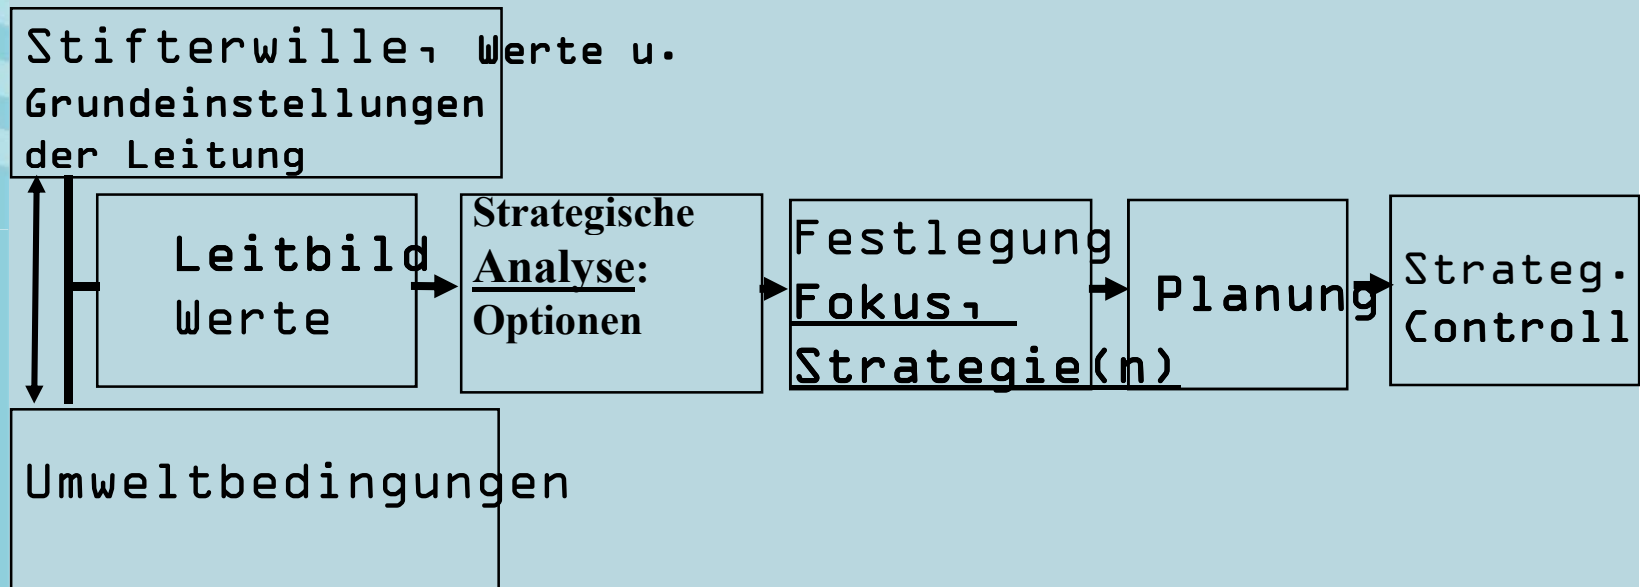 Stifterwille, Werte u.
Grundeinstellungen
der Leitung
Leitbild
Werte
Strategische
Analyse:
Optionen
Festlegung
Fokus,
Strategie(n)
Planung
Strateg.
Controll
Umweltbedingungen